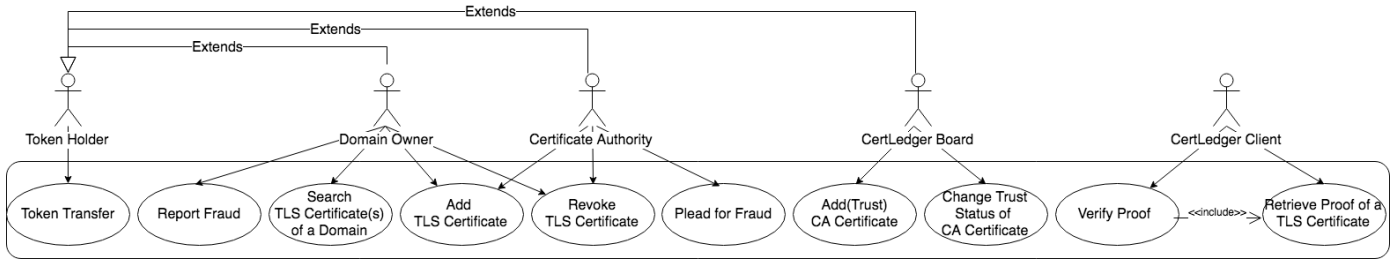 Extends
Extends
Extends
Token Holder
Domain Owner
Certificate Authority
CertLedger Board
CertLedger Client
Token Transfer
Report Fraud
Search
TLS Certificate(s)
of a Domain
Add
TLS Certificate
Revoke
TLS Certificate
Plead for Fraud
Add(Trust)
CA Certificate
Change Trust
Status of
CA Certificate
Verify Proof
<<include>>
Retrieve Proof of a
TLS Certificate